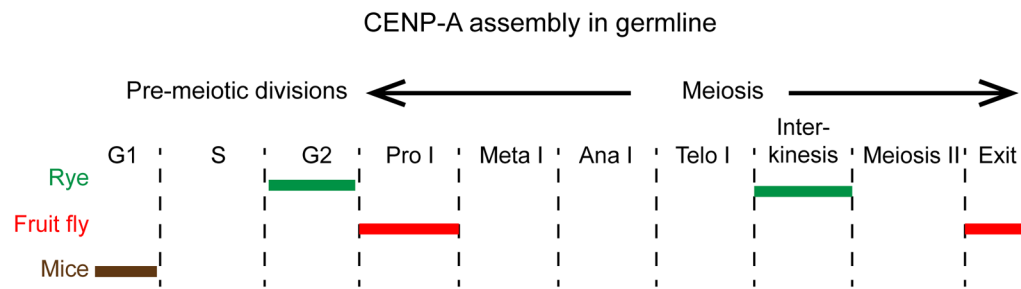 CENP-A assembly in germline
Pre-meiotic divisions
Meiosis
G1
S
G2
Pro I
Meta I
Ana I
Telo I
Inter-
kinesis
Meiosis II
Exit
Rye
Fruit fly
Mice